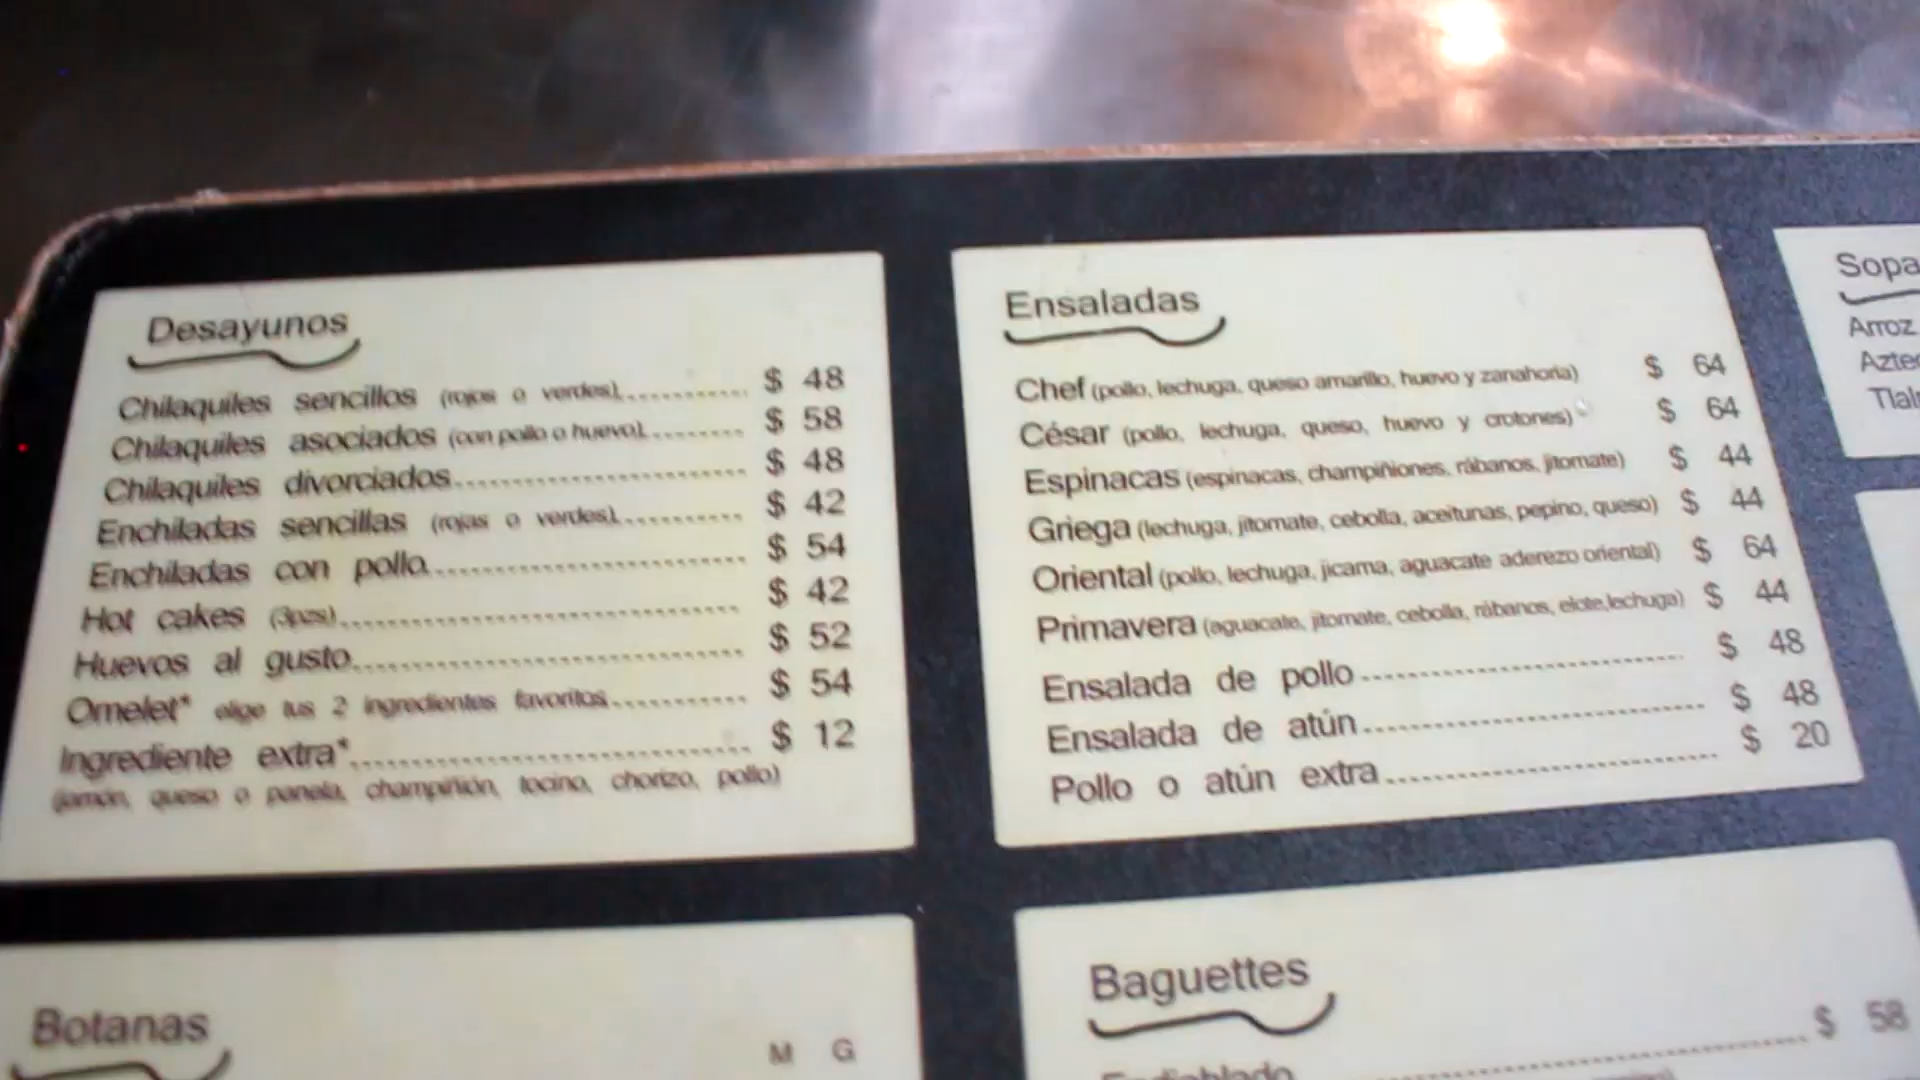 Desayunos
Chilaquiles sencillos (rojos o verdes)............... $ 48
Chilaquiles asociados (con pollo o huevo)........... $ 58
Chilaquiles divorciados............................ $ 48
Enchiladas sencillas (rojas o verdes)............... $ 42
Enchiladas con pollo............................... $ 54
Hot cakes (3pzs)................................... $ 42
Huevos al gusto.................................... $ 52
Omelet* elige tus 2 ingredientes favoritos.......... $ 54
Ingrediente extra*................................. $ 12
(jamón, queso o panela, champiñión, tocino, chorizo, pollo)
Ensaladas
Chef (pollo, lechuga, queso amarillo, huevo y zanahoria) $ 64
César (pollo, lechuga, queso, huevo y crotones) $ 64
Espinacas (espinacas, champiñiones, rábanos, jitomate) $ 44
Griega (lechuga, jitomate, cebolla, aceitunas, pepino, queso) $ 44
Oriental (pollo, lechuga, jicama, aguacate aderezo oriental) $ 64
Primavera (aguacate, jitomate, cebolla, rábanos, elote,lechuga) $ 44
Ensalada de pollo.................................. $ 48
Ensalada de atún................................... $ 48
Pollo o atún extra................................. $ 20
Sopa
Arroz
Botanas
M G
Baguettes
$ 58